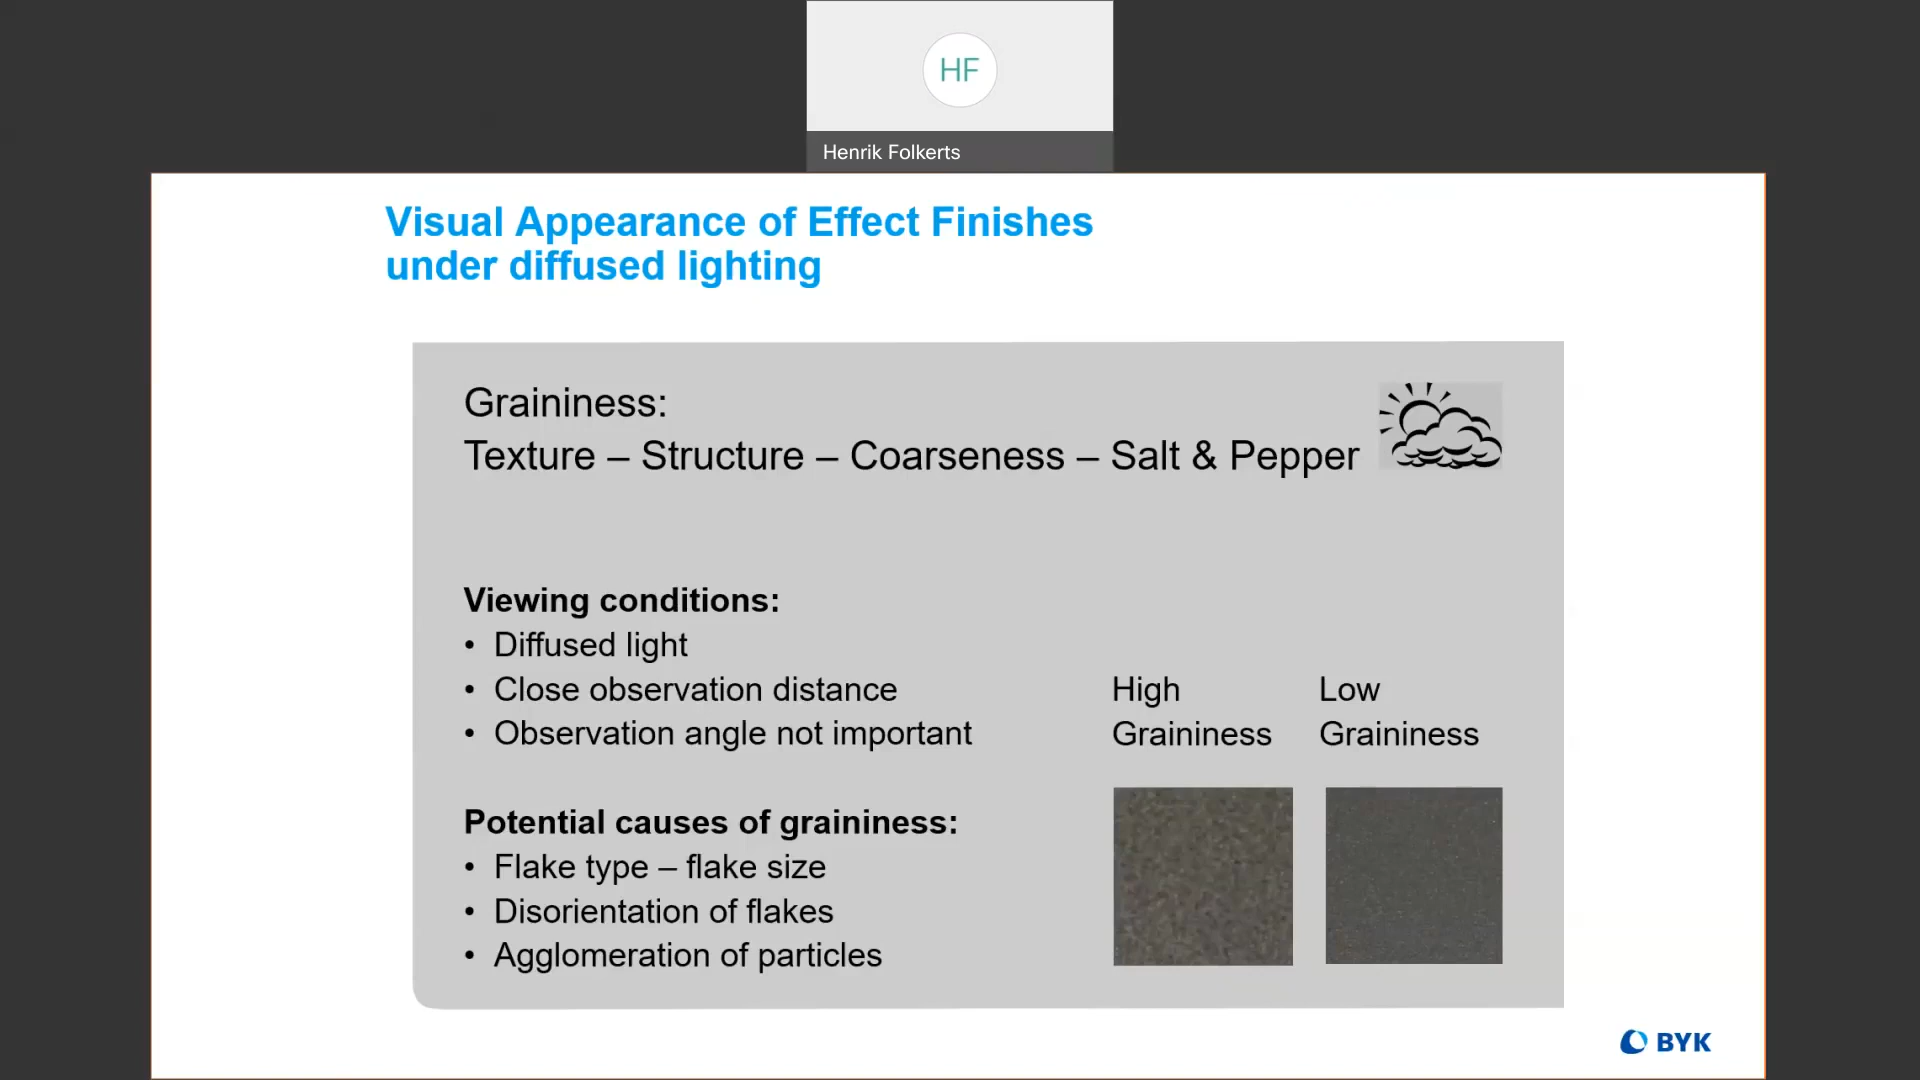 HF
Henrik Folkerts
Visual Appearance of Effect Finishes
under diffused lighting
Graininess:
Texture – Structure – Coarseness – Salt & Pepper
Viewing conditions:
• Diffused light
• Close observation distance
• Observation angle not important
High
Graininess
Low
Graininess
Potential causes of graininess:
• Flake type – flake size
• Disorientation of flakes
• Agglomeration of particles
BYK